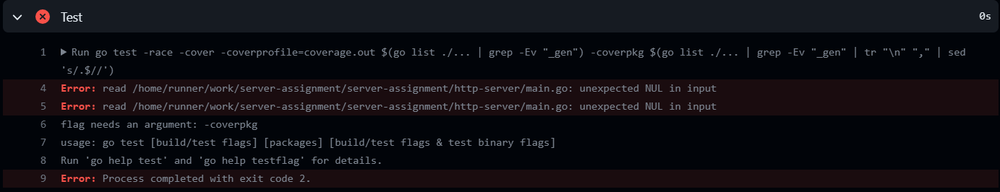 Test 0s
1 Run go test -race -cover -coverprofile=coverage.out $(go list ./... | grep -Ev "_gen") -coverpkg $(go list ./... | grep -Ev "_gen" | tr "\n" "," | sed
's/.$//')
4 Error: read /home/runner/work/server-assignment/server-assignment/http-server/main.go: unexpected NUL in input
5 Error: read /home/runner/work/server-assignment/server-assignment/http-server/main.go: unexpected NUL in input
6 flag needs an argument: -coverpkg
7 usage: go test [build/test flags] [packages] [build/test flags & test binary flags]
8 Run 'go help test' and 'go help testflag' for details.
9 Error: Process completed with exit code 2.